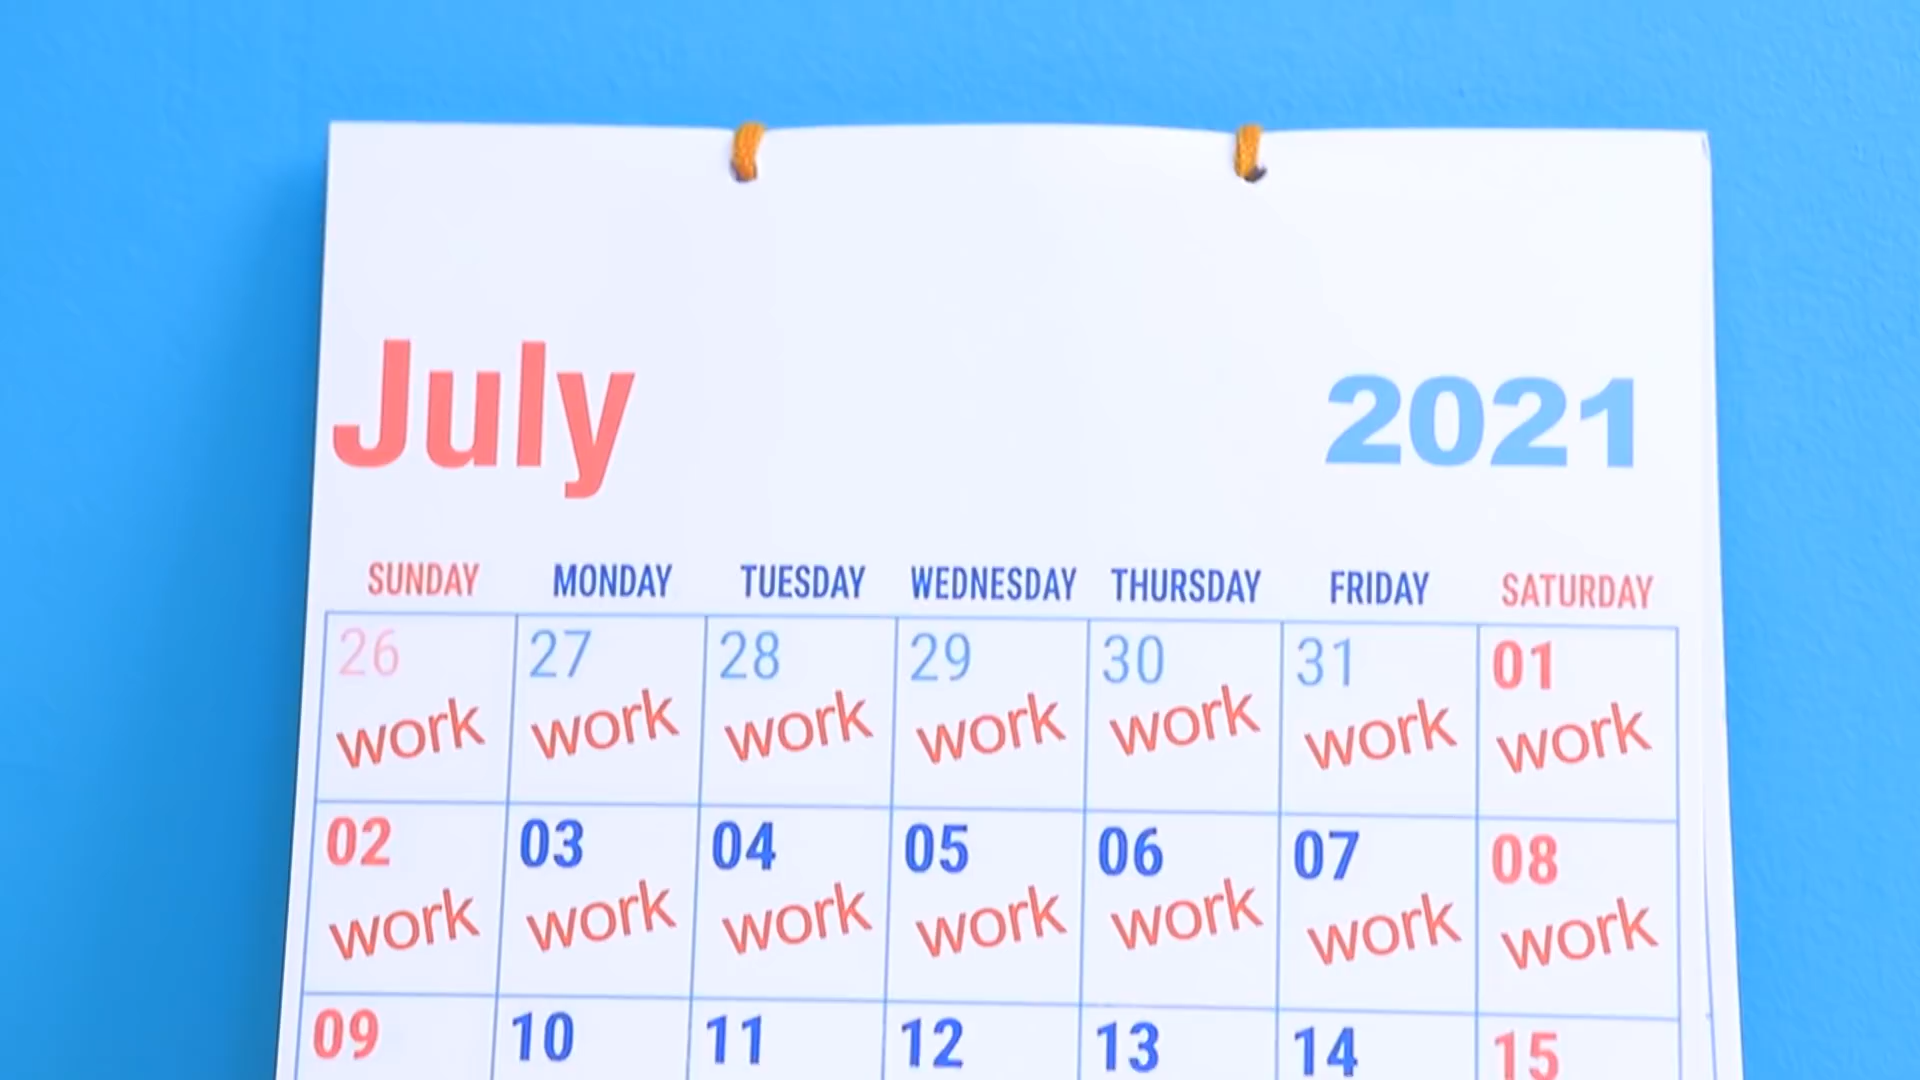 July 2021
SUNDAY MONDAY TUESDAY WEDNESDAY THURSDAY FRIDAY SATURDAY
26 27 28 29 30 31 01
work work work work work work work
02 03 04 05 06 07 08
work work work work work work work
09 10 11 12 13 14 15